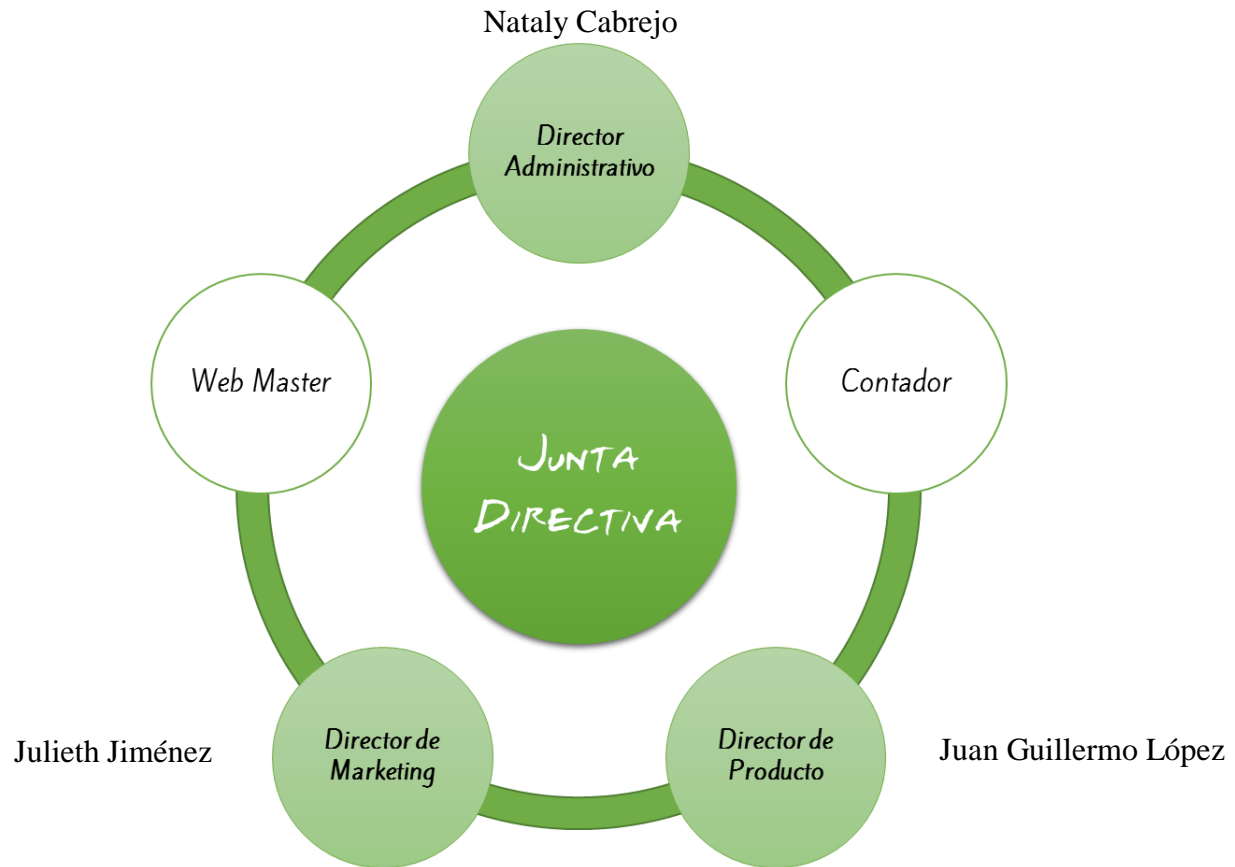 Nataly Cabrejo
Director
Administrativo
Web Master
Contador
JUNTA
DIRECTIVA
Julieth Jiménez
Director de
Marketing
Director de
Producto
Juan Guillermo López